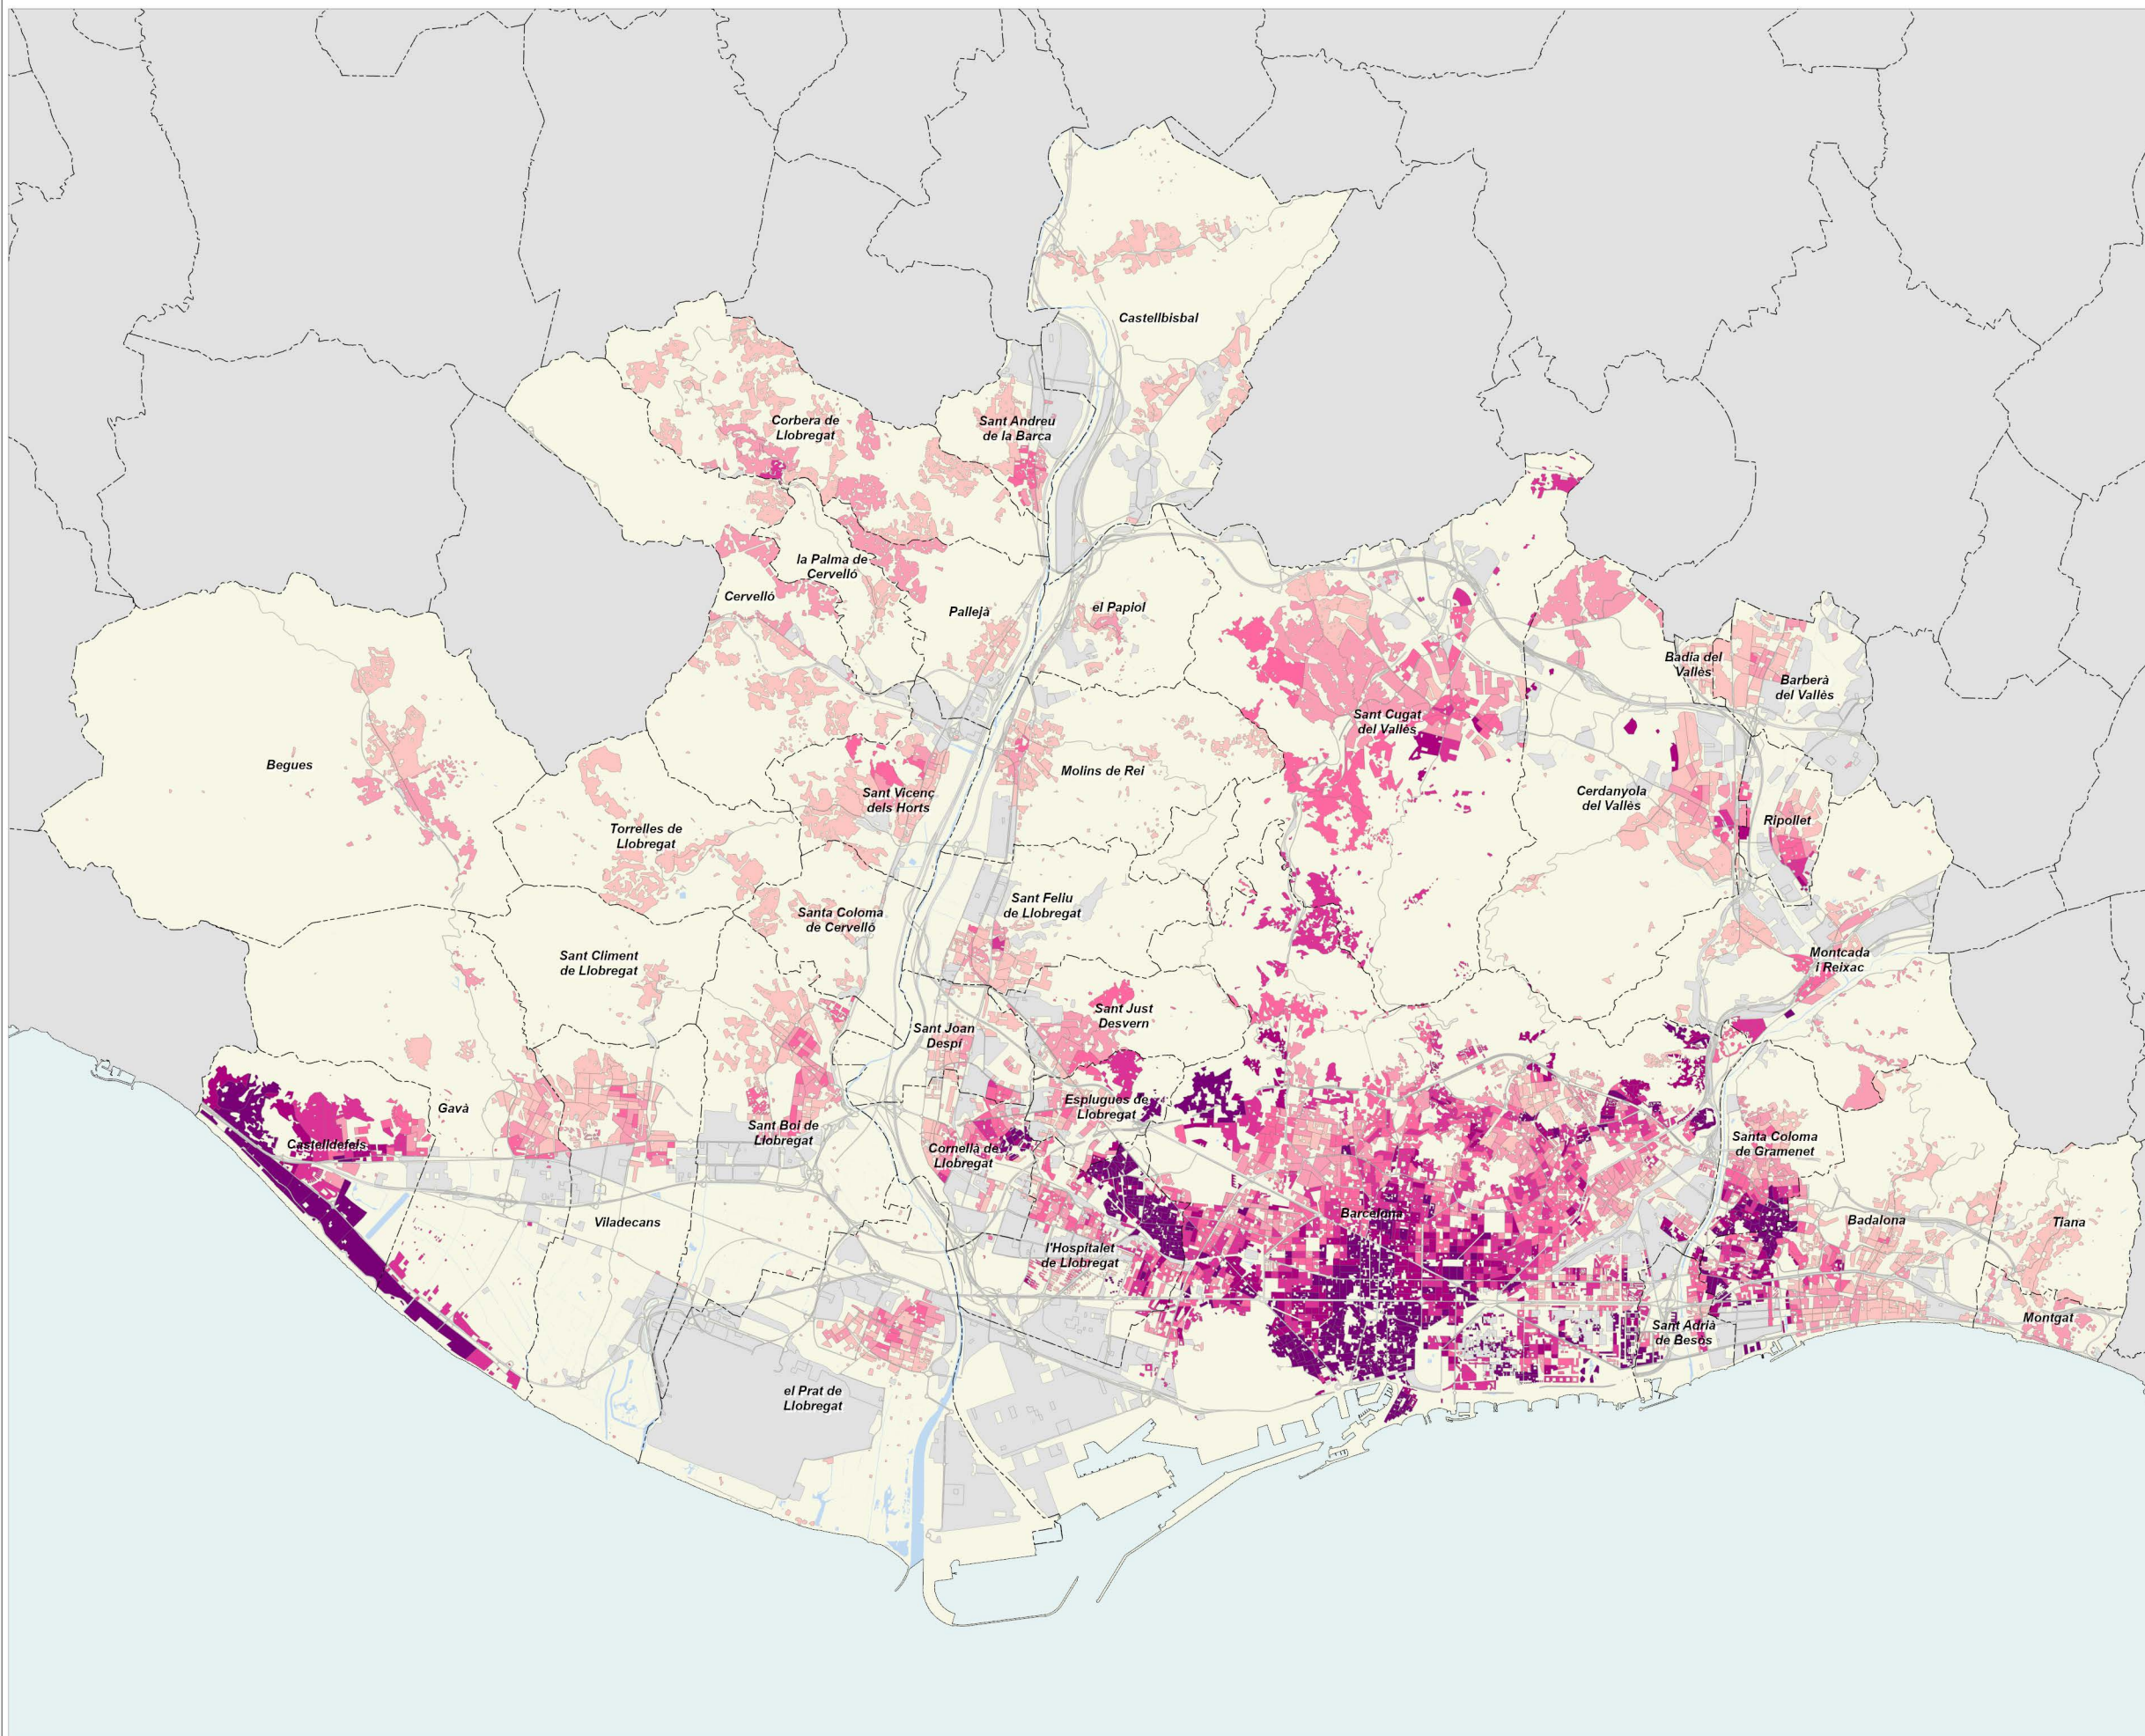 Castellbisbal
Corbera de
Llobregat
Sant Andreu
de la Barca
la Palma de
Cervelló
Cervelló
Pallejà
el Papiol
Badia del
Vallès
Barberà
del Vallès
Sant Cugat
del Vallès
Begues
Molins de Rei
Sant Vicenç
dels Horts
Cerdanyola
del Vallès
Ripollet
Torrelles de
Llobregat
Sant Feliu
de Llobregat
Santa Coloma
de Cervelló
Sant Climent
de Llobregat
Montcada
i Reixac
Sant Just
Desvern
Sant Joan
Despí
Gavà
Esplugues de
Llobregat
Castelldefels
Sant Boi de
Llobregat
Cornellà de
Llobregat
Santa Coloma
de Gramenet
Barcelona
Viladecans
Badalona
Tiana
l'Hospitalet
de Llobregat
Montgat
Sant Adrià
de Besòs
el Prat de
Llobregat